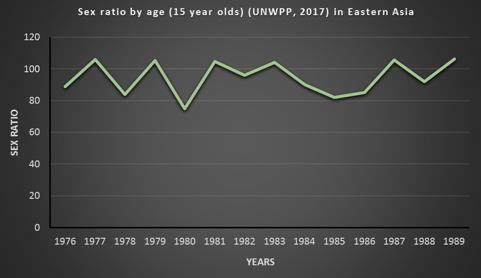 Sex ratio by age (15 year olds) (UNWPP, 2017) in Eastern Asia
120
100
80
60
40
20
0
SEX RATIO
1976 1977 1978 1979 1980 1981 1982 1983 1984 1985 1986 1987 1988 1989
YEARS